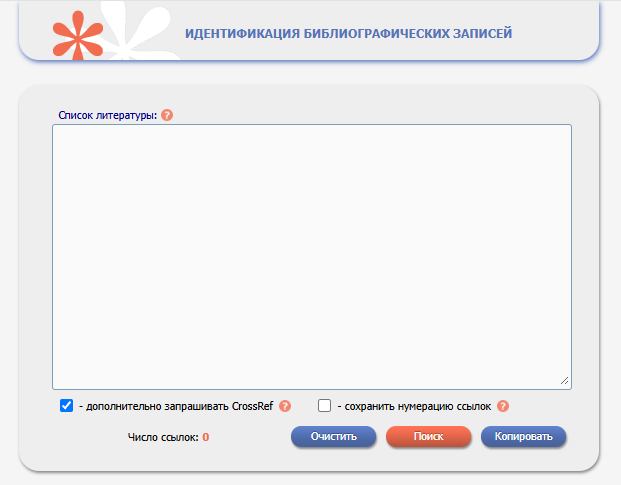 ИДЕНТИФИКАЦИЯ БИБЛИОГРАФИЧЕСКИХ ЗАПИСЕЙ
Список литературы: ?
- дополнительно запрашивать CrossRef ? - сохранить нумерацию ссылок ?
Число ссылок: 0 Очистить Поиск Копировать